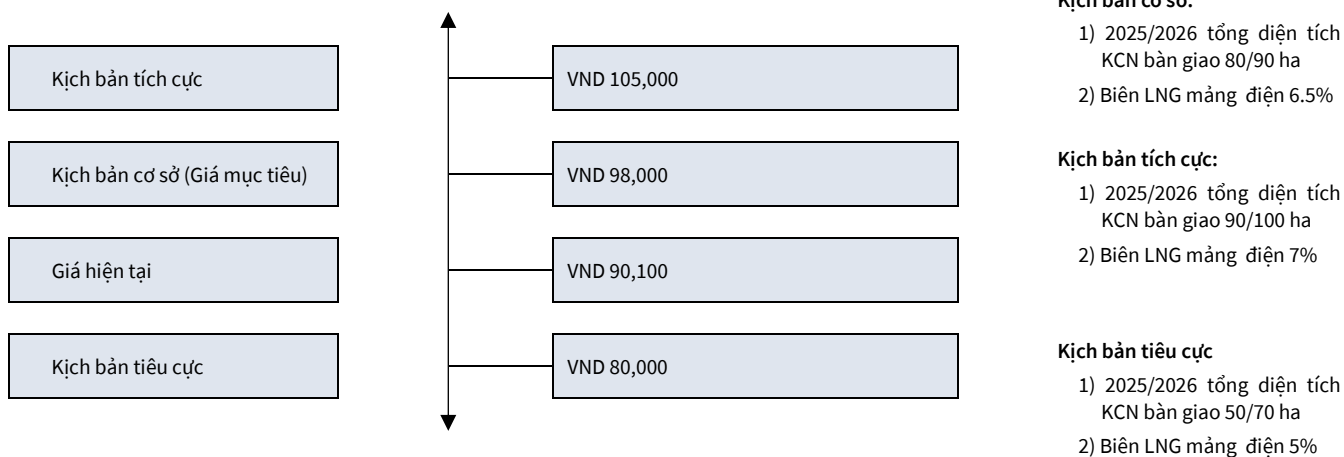 Kịch bản tích cực
VND 105,000
Kịch bản cơ sở (Giá mục tiêu)
VND 98,000
Giá hiện tại
VND 90,100
Kịch bản tiêu cực
VND 80,000
Kịch bản cơ sở:
1) 2025/2026 tổng diện tích
KCN bàn giao 80/90 ha
2) Biên LNG mảng điện 6.5%
Kịch bản tích cực:
1) 2025/2026 tổng diện tích
KCN bàn giao 90/100 ha
2) Biên LNG mảng điện 7%
Kịch bản tiêu cực
1) 2025/2026 tổng diện tích
KCN bàn giao 50/70 ha
2) Biên LNG mảng điện 5%